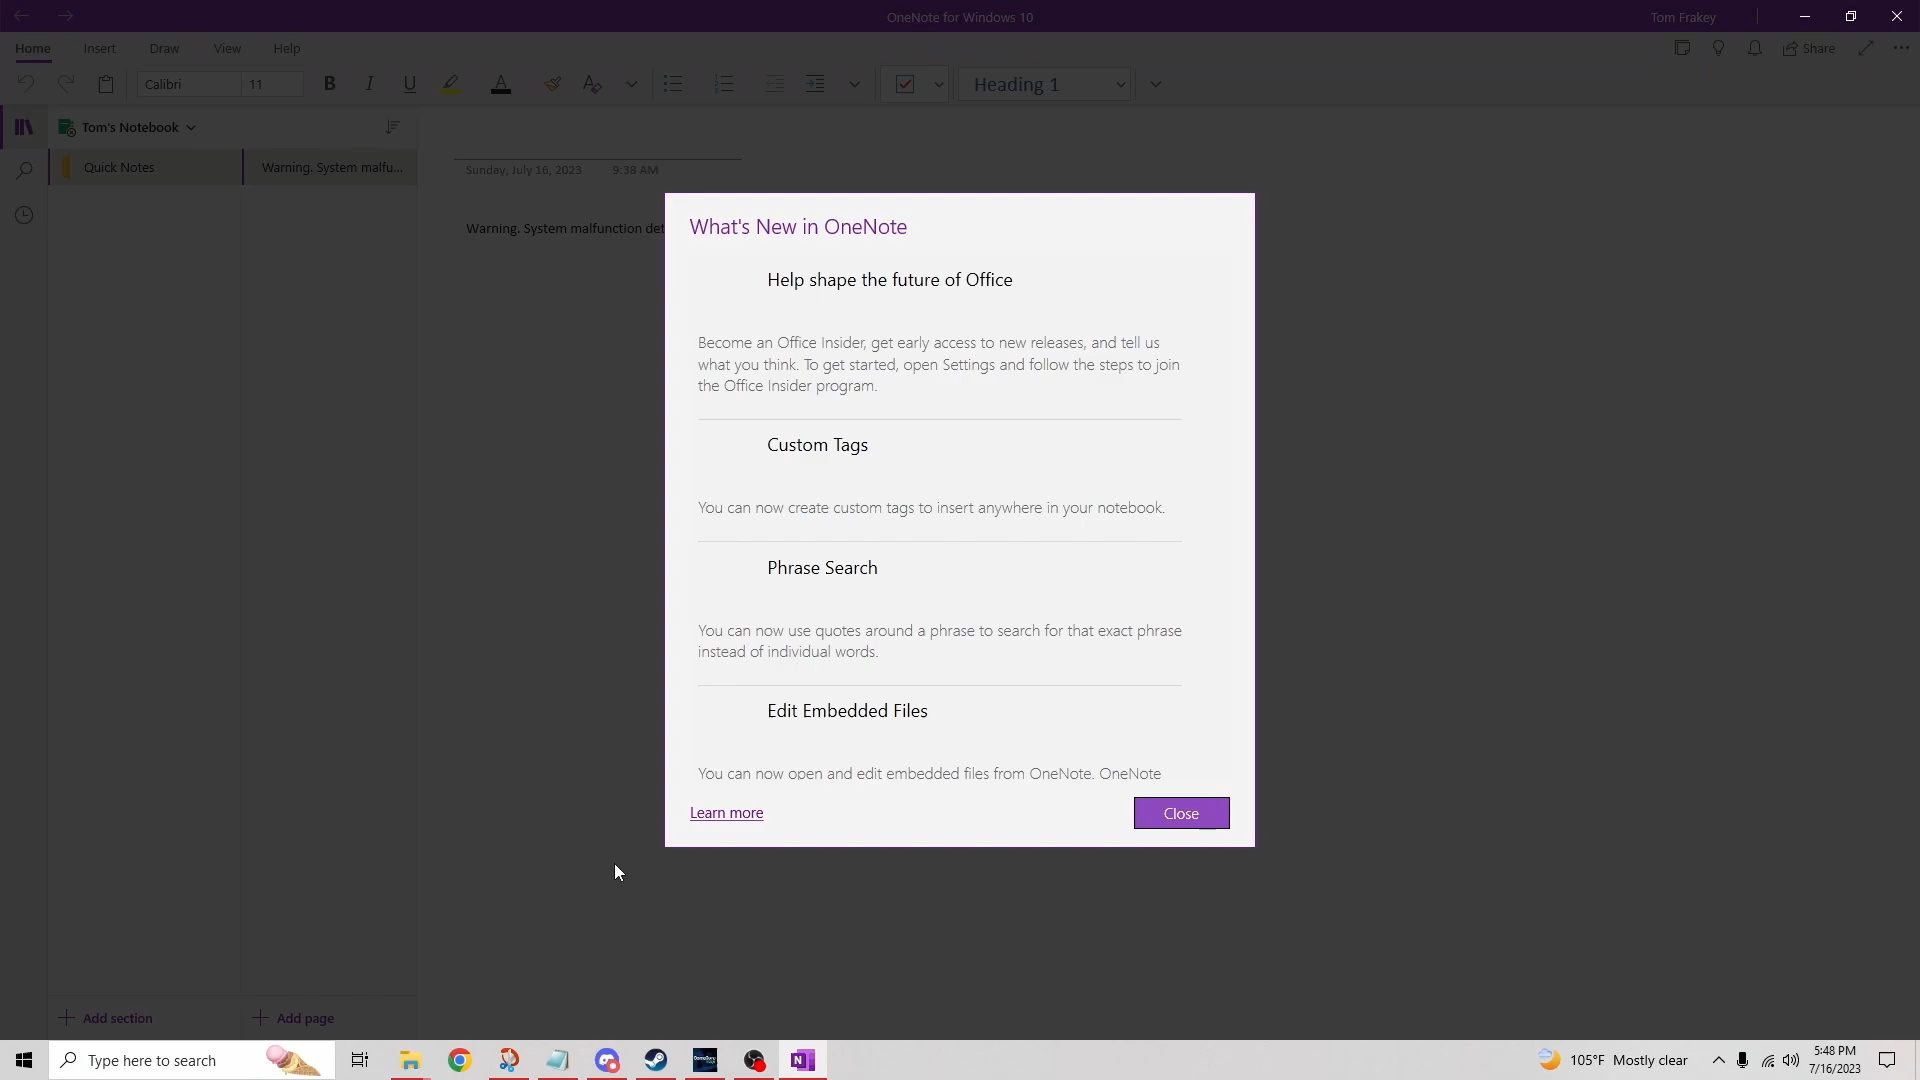 OneNote for Windows 10
Tom Frakey
Home Insert Draw View Help
Share
Calibri 11 B I U A A Heading 1
Tom's Notebook
Quick Notes
Warning. System malfu...
Sunday, July 16, 2023 9:38 AM
Warning. System malfunction det
What's New in OneNote
Help shape the future of Office
Become an Office Insider, get early access to new releases, and tell us
what you think. To get started, open Settings and follow the steps to join
the Office Insider program.
Custom Tags
You can now create custom tags to insert anywhere in your notebook.
Phrase Search
You can now use quotes around a phrase to search for that exact phrase
instead of individual words.
Edit Embedded Files
You can now open and edit embedded files from OneNote. OneNote
Learn more
Close
Add section
Add page
Type here to search
N
105°F Mostly clear
5:48 PM
7/16/2023